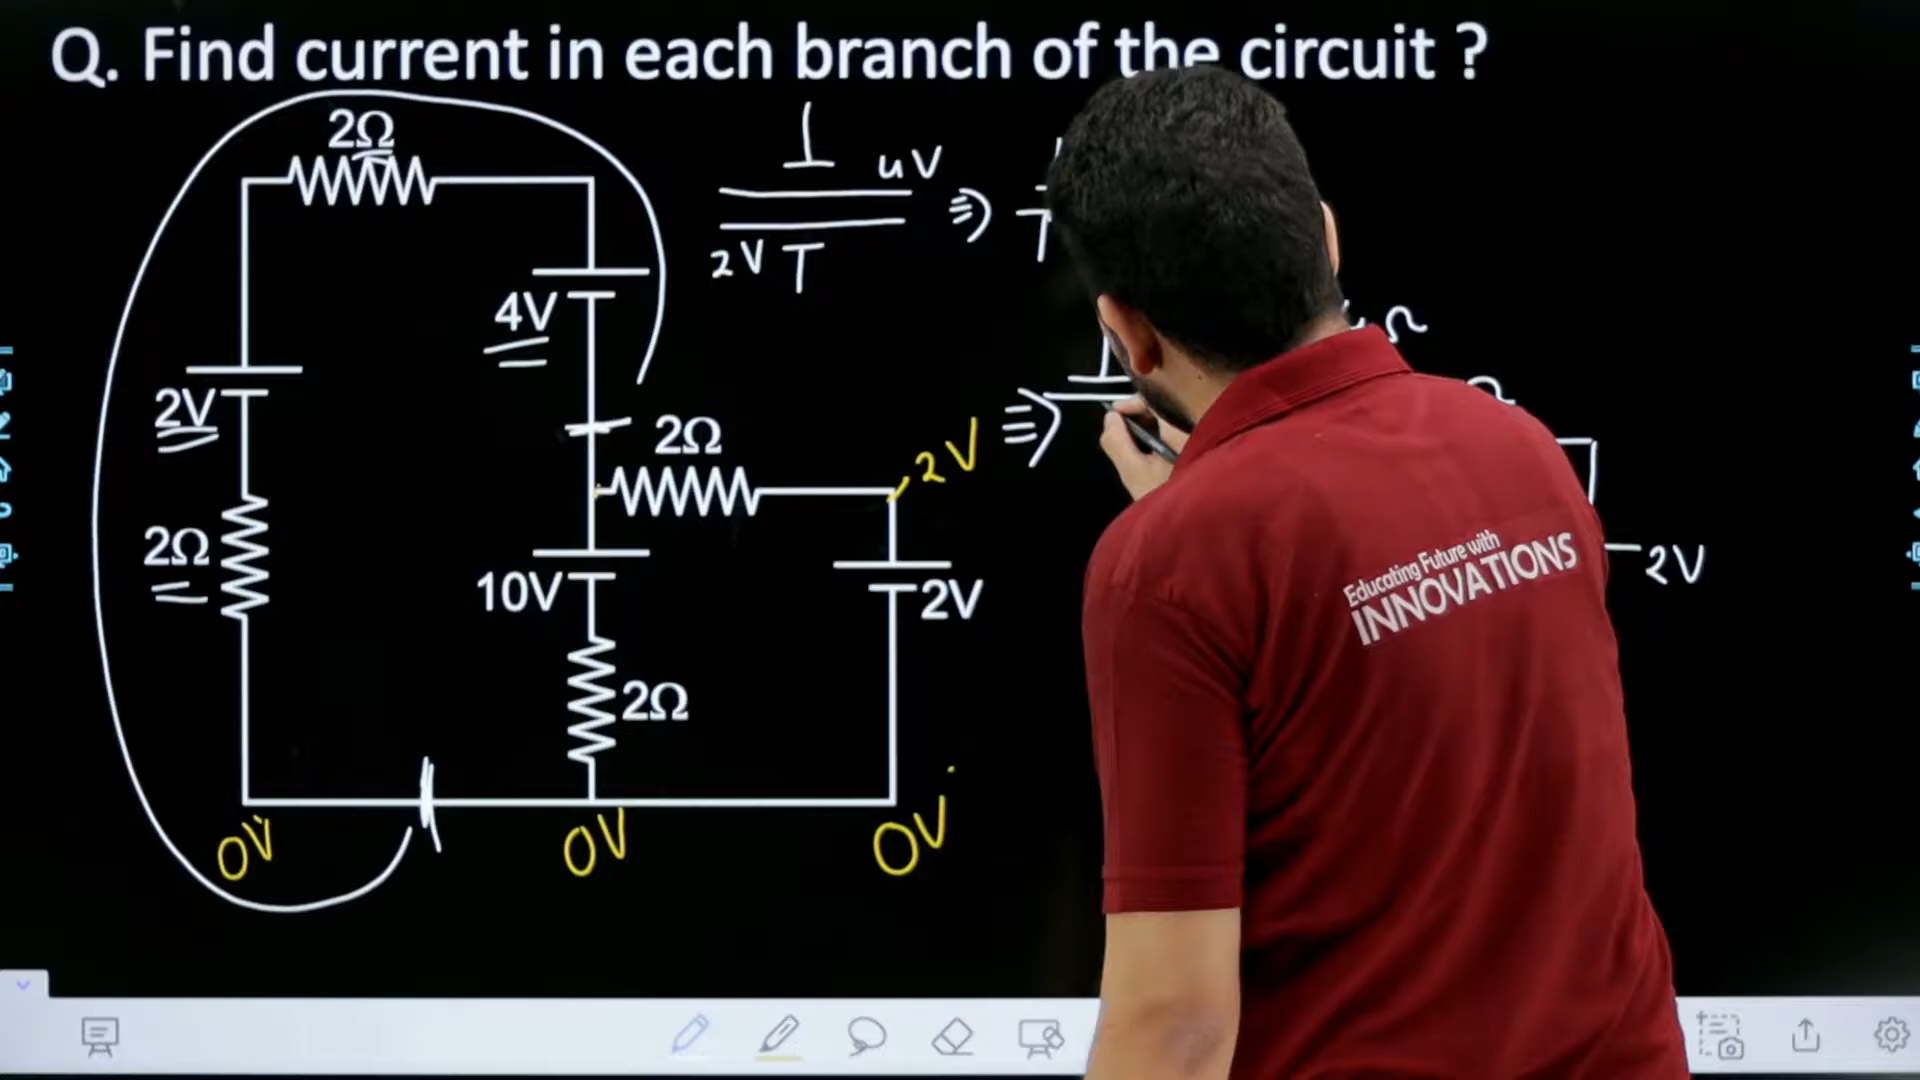 Q. Find current in each branch of the circuit ?
2Ω
4V
2V
2Ω
2Ω
10V
2Ω
2V
0V
0V
0V
2V
4V
2V
Ω
2V
Educating Future with
INNOVATIONS